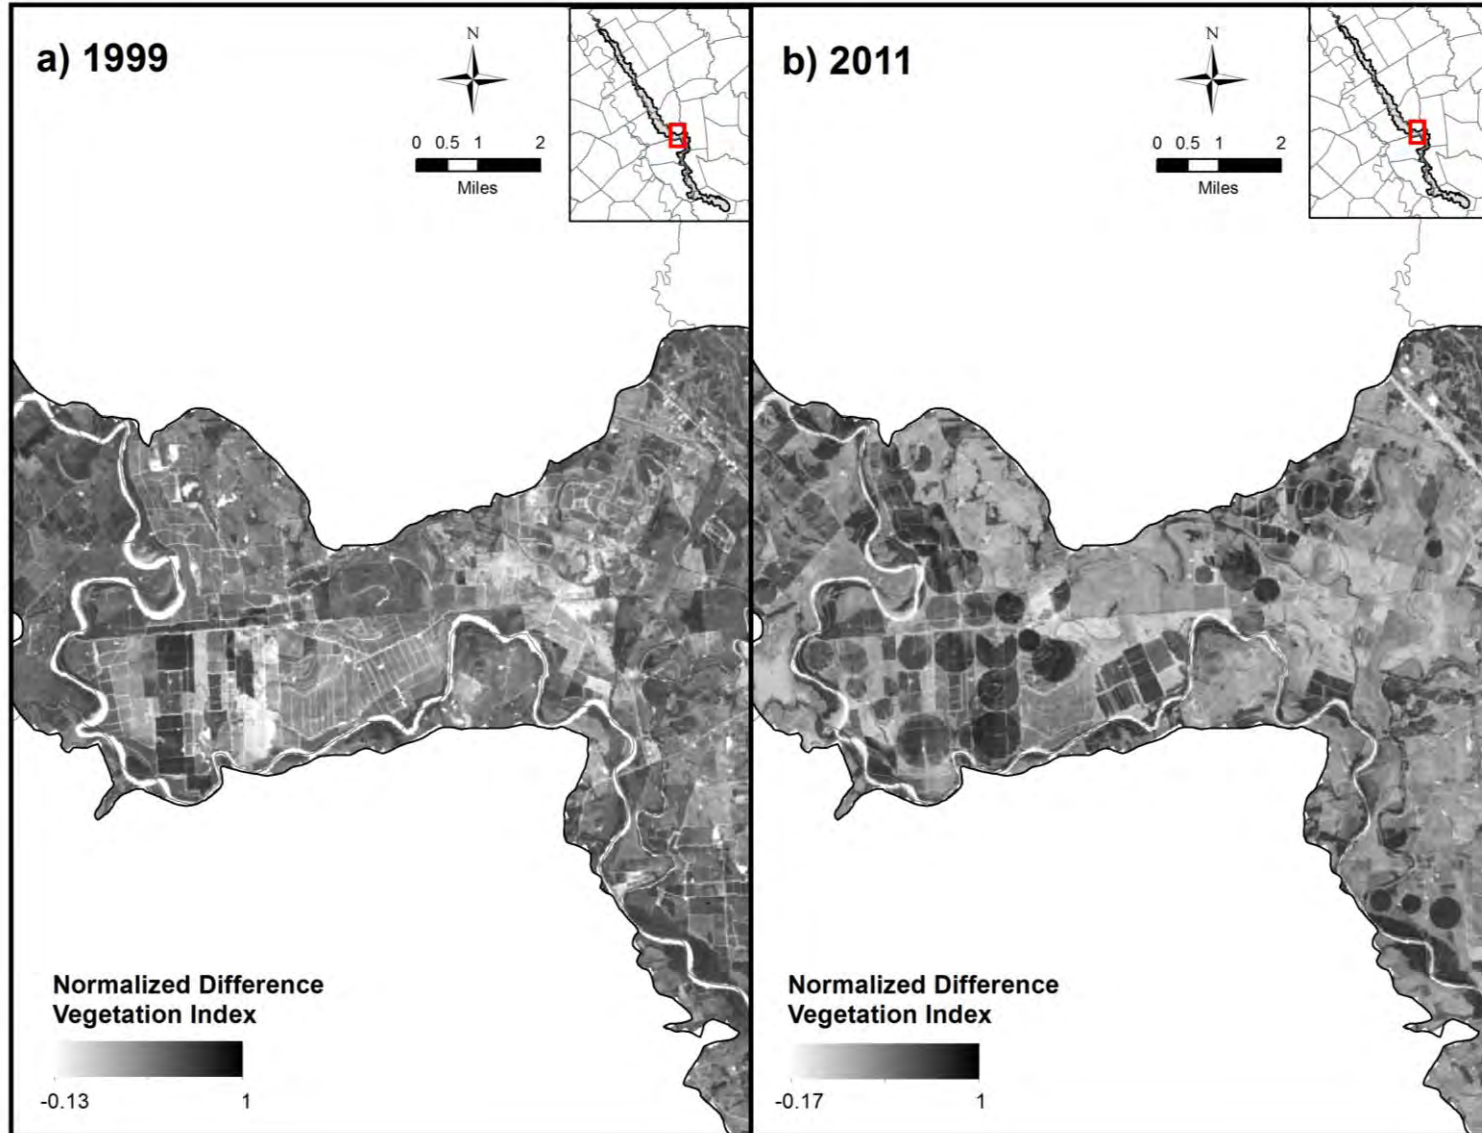 a) 1999
N
0 0.5 1 2
Miles
Normalized Difference
Vegetation Index
-0.13 1
b) 2011
N
0 0.5 1 2
Miles
Normalized Difference
Vegetation Index
-0.17 1